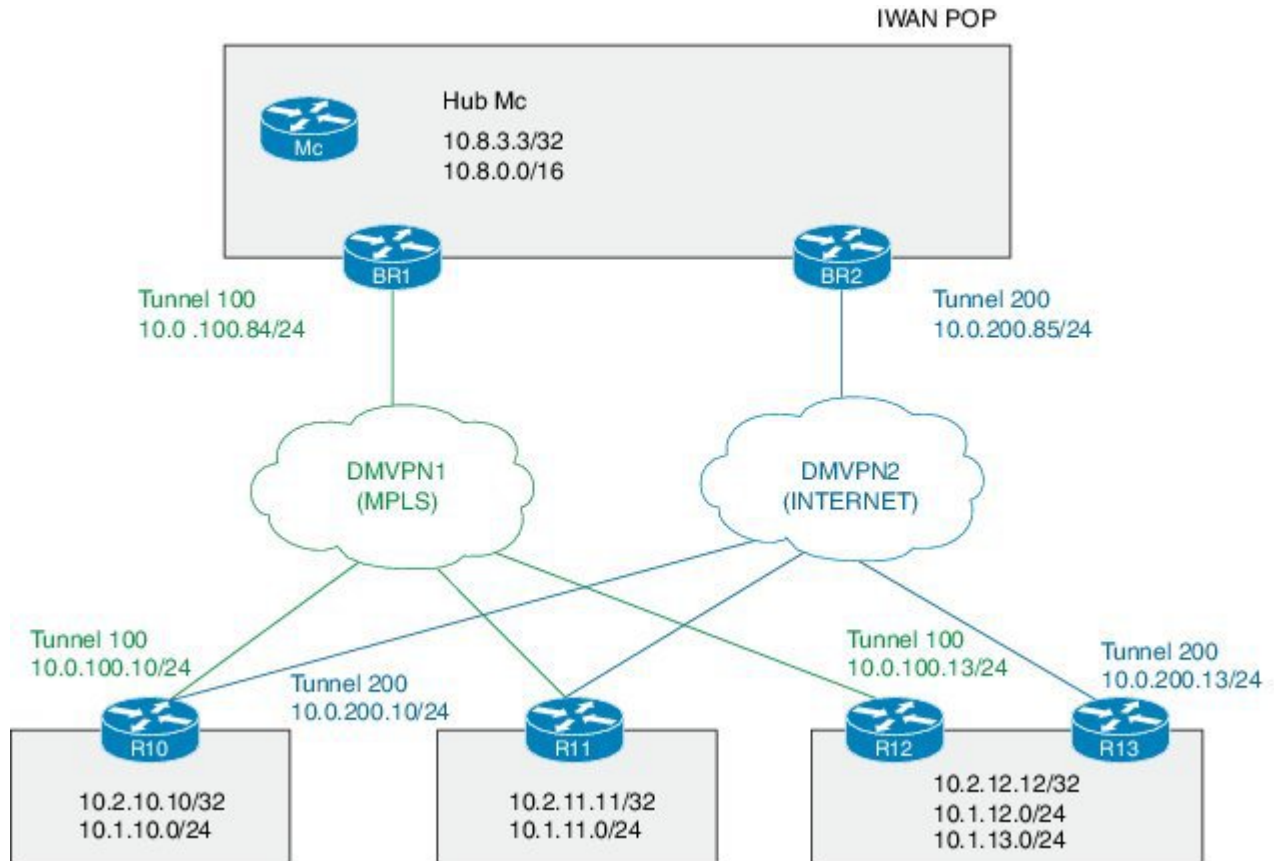 IWAN POP
Hub Mc
10.8.3.3/32
10.8.0.0/16
Mc
BR1
BR2
Tunnel 100
10.0 .100.84/24
Tunnel 200
10.0.200.85/24
DMVPN1
(MPLS)
DMVPN2
(INTERNET)
Tunnel 100
10.0.100.10/24
Tunnel 200
10.0.200.10/24
Tunnel 100
10.0.100.13/24
Tunnel 200
10.0.200.13/24
R10
R11
R12
R13
10.2.10.10/32
10.1.10.0/24
10.2.11.11/32
10.1.11.0/24
10.2.12.12/32
10.1.12.0/24
10.1.13.0/24